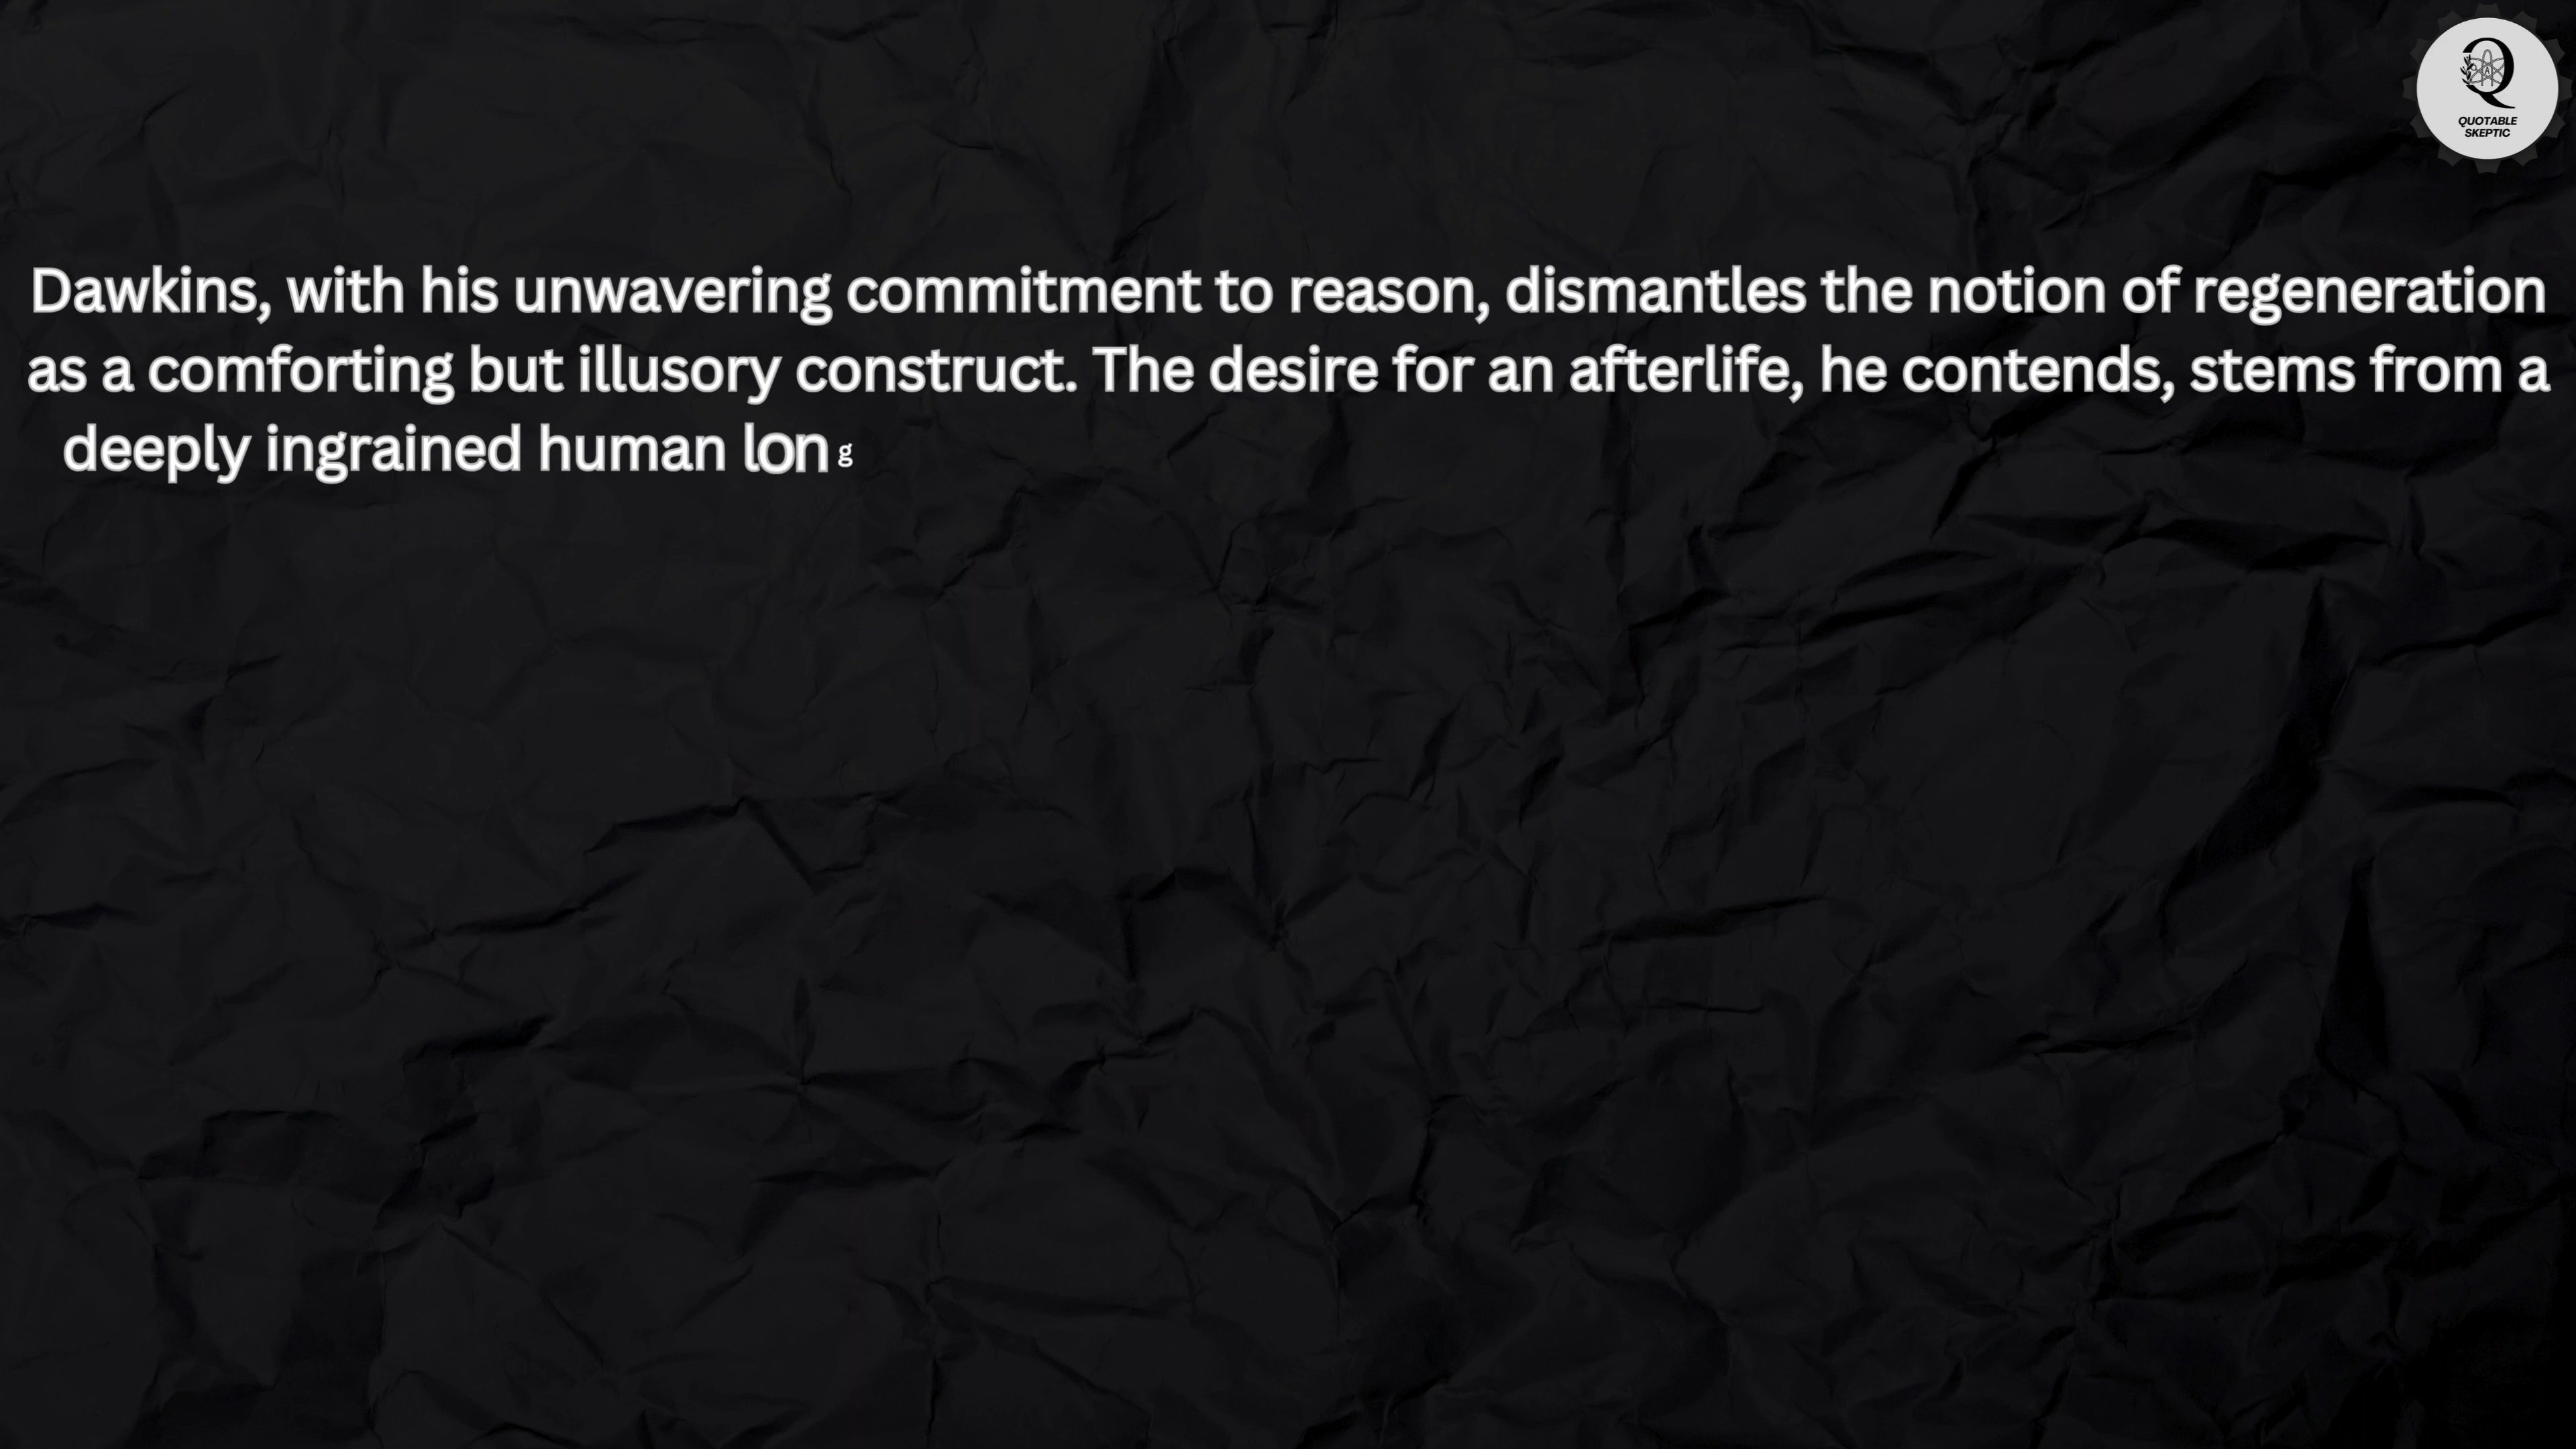 QUOTABLE
SKEPTIC
Dawkins, with his unwavering commitment to reason, dismantles the notion of regeneration
as a comforting but illusory construct. The desire for an afterlife, he contends, stems from a
deeply ingrained human long